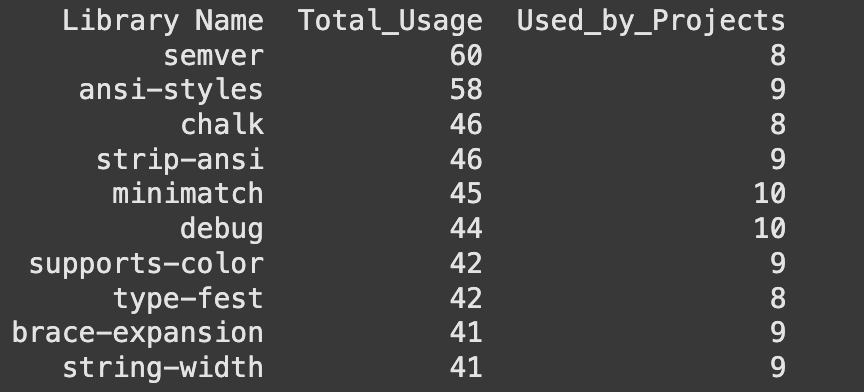 Library Name Total_Usage Used_by_Projects
semver 60 8
ansi-styles 58 9
chalk 46 8
strip-ansi 46 9
minimatch 45 10
debug 44 10
supports-color 42 9
type-fest 42 8
brace-expansion 41 9
string-width 41 9